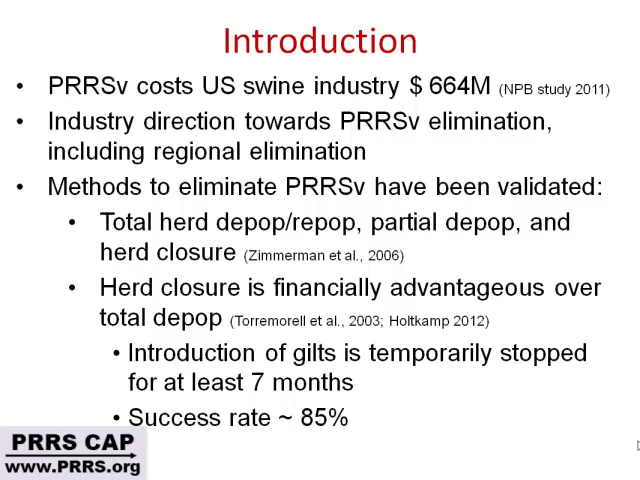 Introduction
• PRRSv costs US swine industry $ 664M (NPB study 2011)
• Industry direction towards PRRSv elimination,
including regional elimination
• Methods to eliminate PRRSv have been validated:
• Total herd depop/repop, partial depop, and
herd closure (Zimmerman et al., 2006)
• Herd closure is financially advantageous over
total depop (Torremorell et al., 2003; Holtkamp 2012)
• Introduction of gilts is temporarily stopped
for at least 7 months
• Success rate ~ 85%
PRRS CAP
www.PRRS.org